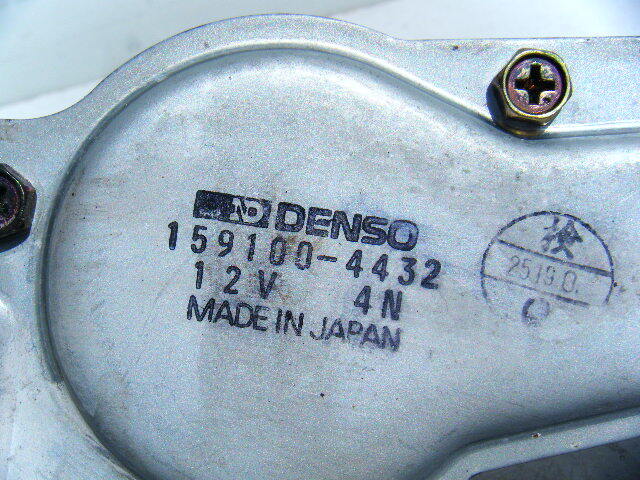 ND DENSO
159100-4432
12V 4N
MADE IN JAPAN
検